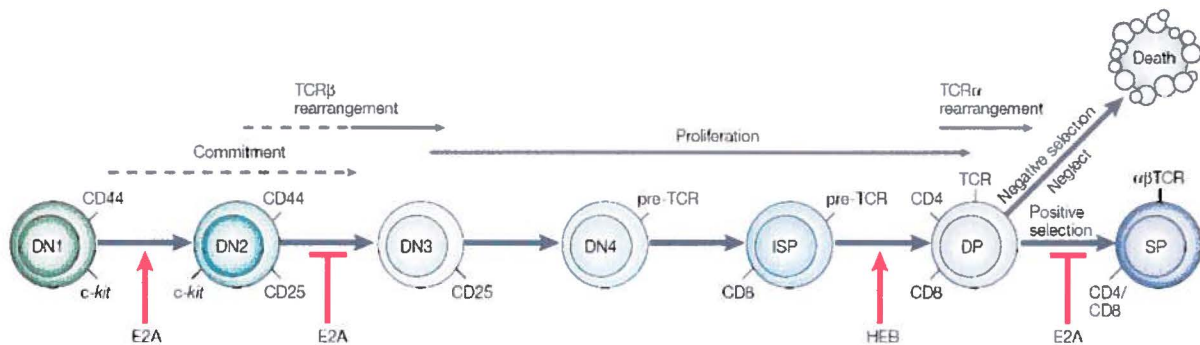 Death
TCRβ
rearrangement
TCRα
rearrangement
Commitment
Proliferation
Negative selection
Neglect
CD44
CD44
pre-TCR
pre-TCR
CD4
TCR
Positive
selection
αβTCR
DN1
DN2
DN3
DN4
ISP
DP
SP
c-kit
c-kit
CD25
CD25
CD8
CD8
CD4/
CD8
E2A
E2A
HEB
E2A